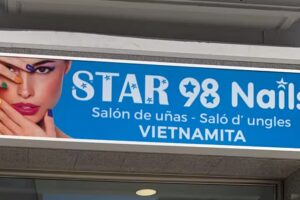 STAR 98 Nails
Salón de uñas - Saló d' ungles
VIETNAMITA